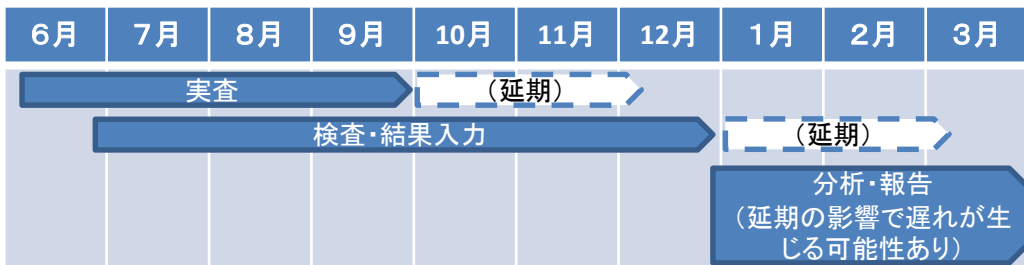 ６月 ７月 ８月 ９月 10月 11月 12月 １月 ２月 ３月
実査 （延期）
検査・結果入力 （延期）
分析・報告
（延期の影響で遅れが生
じる可能性あり）